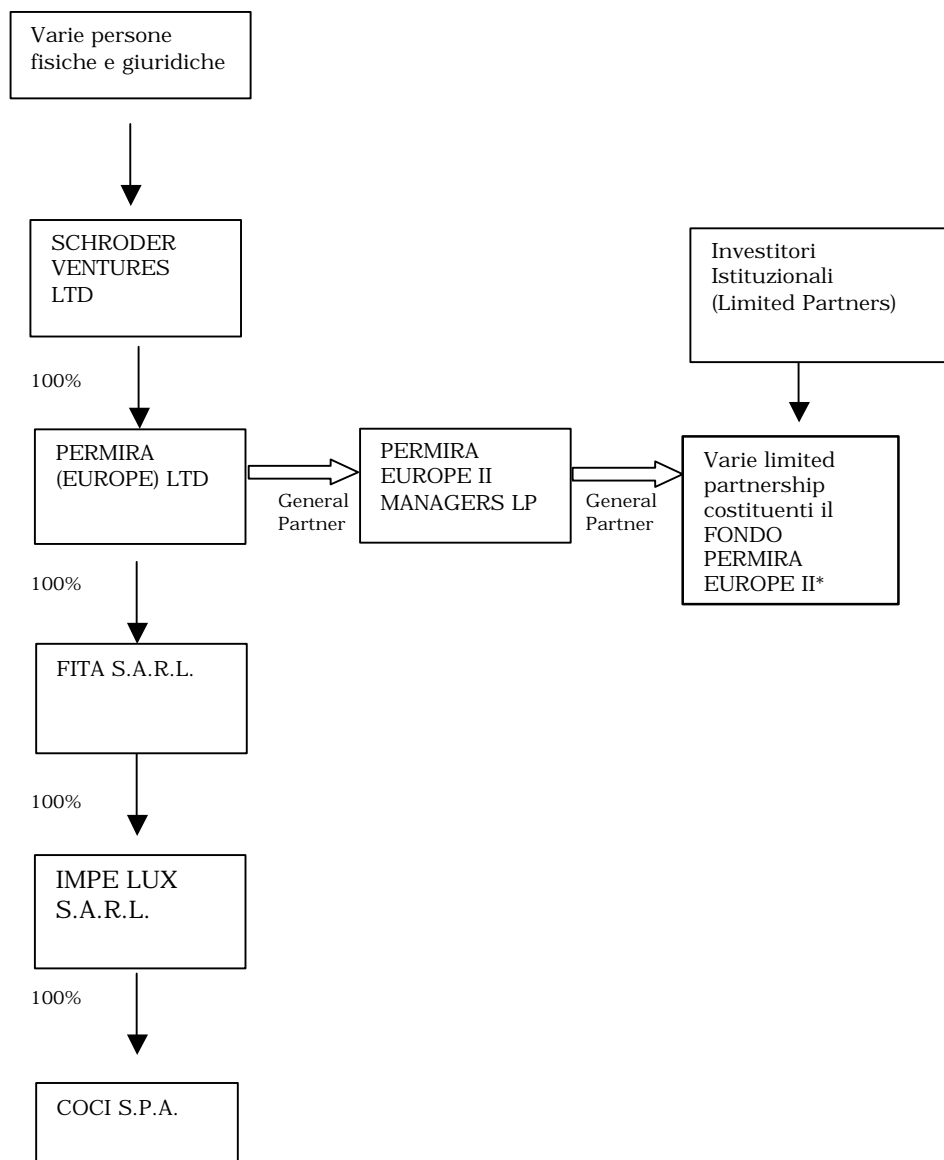 Varie persone
fisiche e giuridiche
SCHRODER
VENTURES
LTD
Investitori
Istituzionali
(Limited Partners)
100%
PERMIRA
(EUROPE) LTD
General
Partner
PERMIRA
EUROPE II
MANAGERS LP
General
Partner
Varie limited
partnership
costituenti il
FONDO
PERMIRA
EUROPE II*
100%
FITA S.A.R.L.
100%
IMPE LUX
S.A.R.L.
100%
COCI S.P.A.